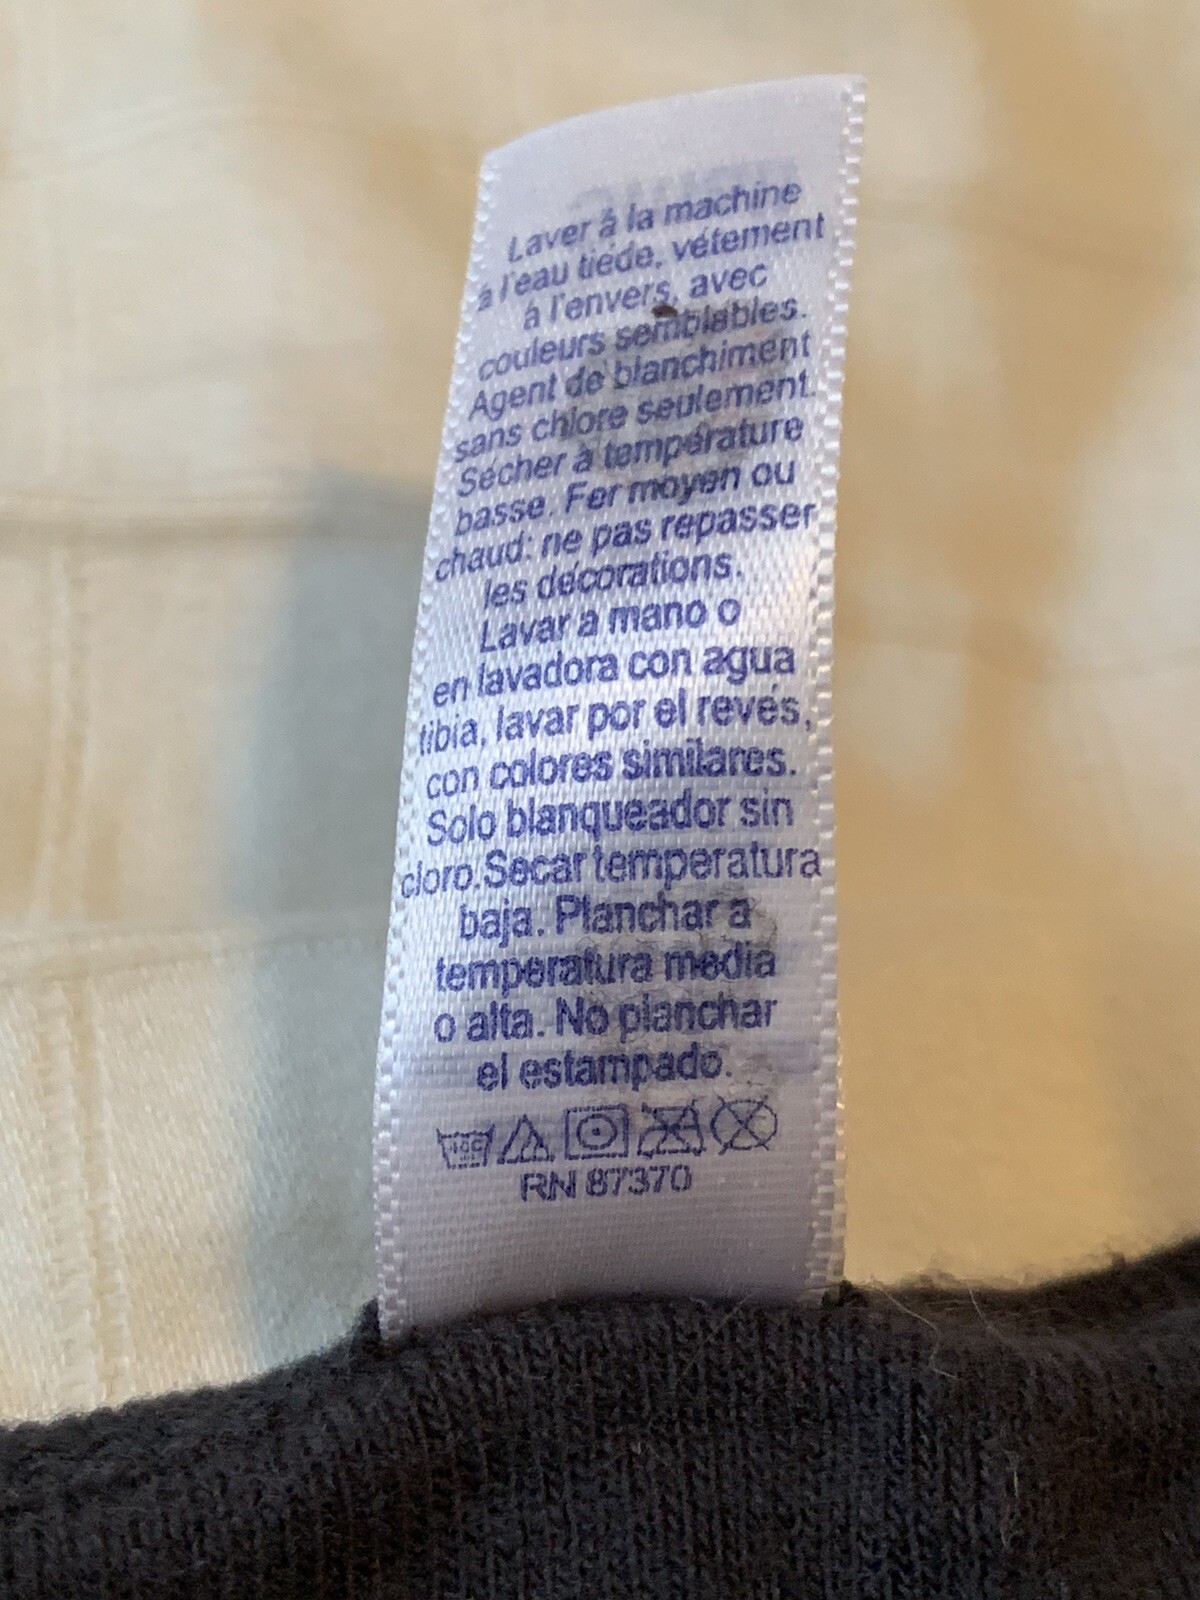 Laver à la machine
à l'eau tiéde, vétement
à l'envers, avec
couleurs semblables.
Agent de blanchiment
sans chlore seulement.
Sécher à température
basse. Fer moyen ou
chaud: ne pas repasser
les décorations.
Lavar a mano o
en lavadora con agua
tibia, lavar por el revés,
con colores similares.
Solo blanqueador sin
cloro.Secar temperatura
baja. Planchar a
temperatura media
o alta. No planchar
el estampado.
RN 87370